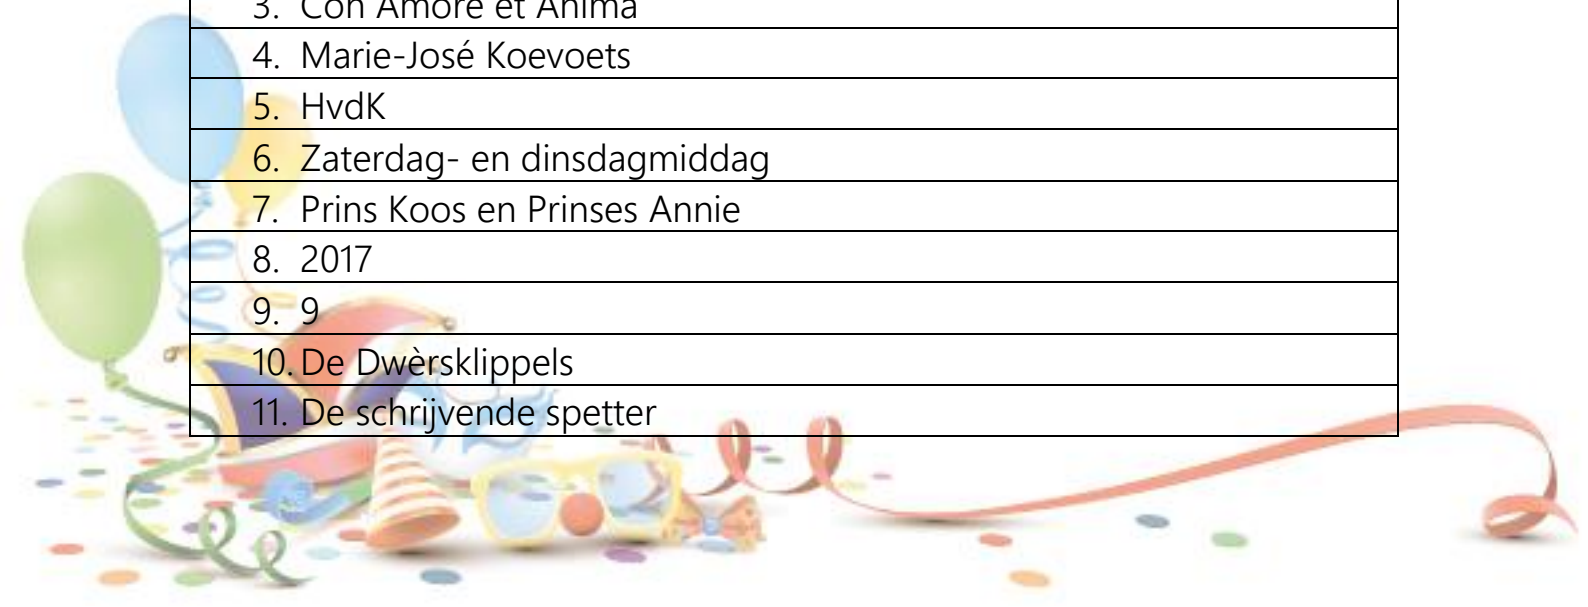 3. Con Amore et Anima
4. Marie-José Koevoets
5. HvdK
6. Zaterdag- en dinsdagmiddag
7. Prins Koos en Prinses Annie
8. 2017
9. 9
10. De Dwèrsklippels
11. De schrijvende spetter